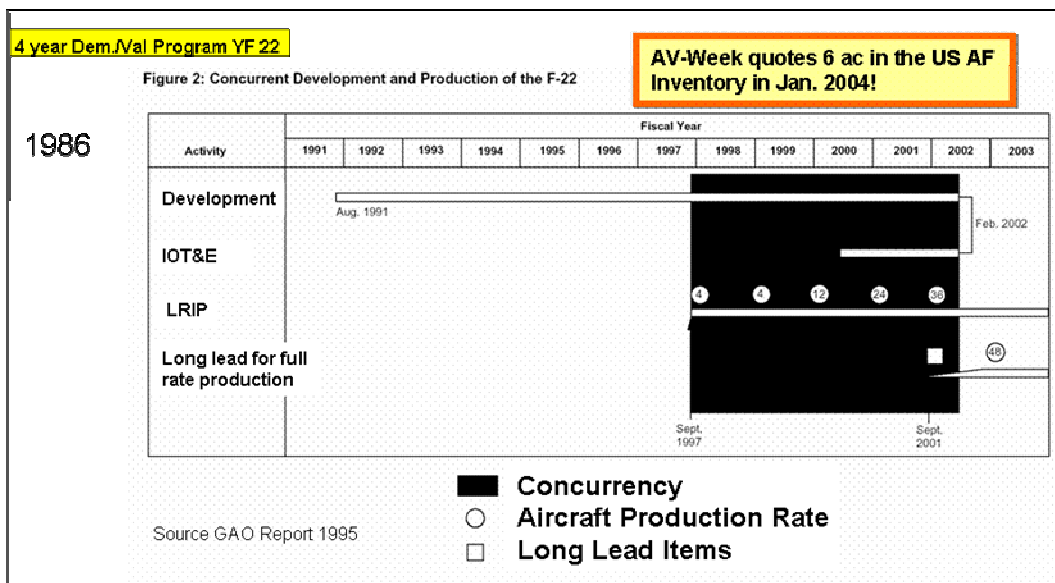 4 year Dem./Val Program YF 22
AV-Week quotes 6 ac in the US AF
Inventory in Jan. 2004!
Figure 2: Concurrent Development and Production of the F-22
1986
Fiscal Year
Activity 1991 1992 1993 1994 1995 1996 1997 1998 1999 2000 2001 2002 2003
Development
Aug. 1991
Feb. 2002
IOT&E
4 4 12 24 36
LRIP
Long lead for full
rate production
48
Sept.
1997
Sept.
2001
Concurrency
Aircraft Production Rate
Long Lead Items
Source GAO Report 1995